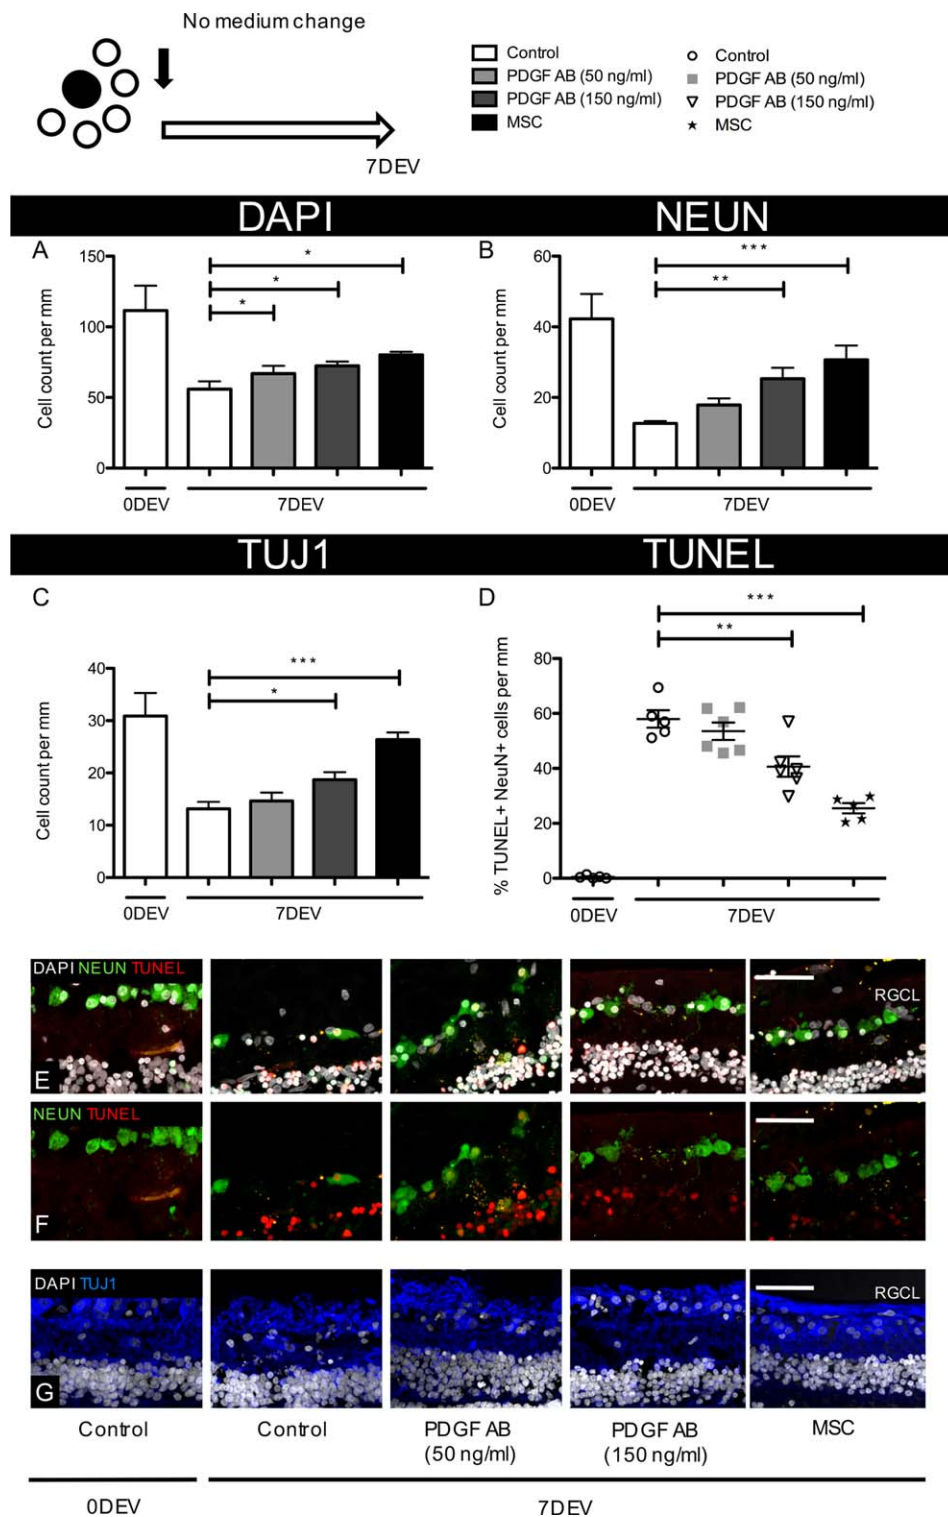 No medium change
7DEV
Control
PDGF AB (50 ng/ml)
PDGF AB (150 ng/ml)
MSC
Control
PDGF AB (50 ng/ml)
PDGF AB (150 ng/ml)
MSC
DAPI
NEUN
A
Cell count per mm
150
100
50
0
*
*
*
0DEV
7DEV
B
Cell count per mm
60
40
20
0
***
**
0DEV
7DEV
TUJ1
TUNEL
C
Cell count per mm
40
30
20
10
0
***
*
0DEV
7DEV
D
% TUNEL+ NeuN+ cells per mm
80
60
40
20
0
***
**
0DEV
7DEV
DAPI NEUN TUNEL
RGCL
E
NEUN TUNEL
F
DAPI TUJ1
RGCL
G
Control
Control
PDGF AB
(50 ng/ml)
PDGF AB
(150 ng/ml)
MSC
0DEV
7DEV